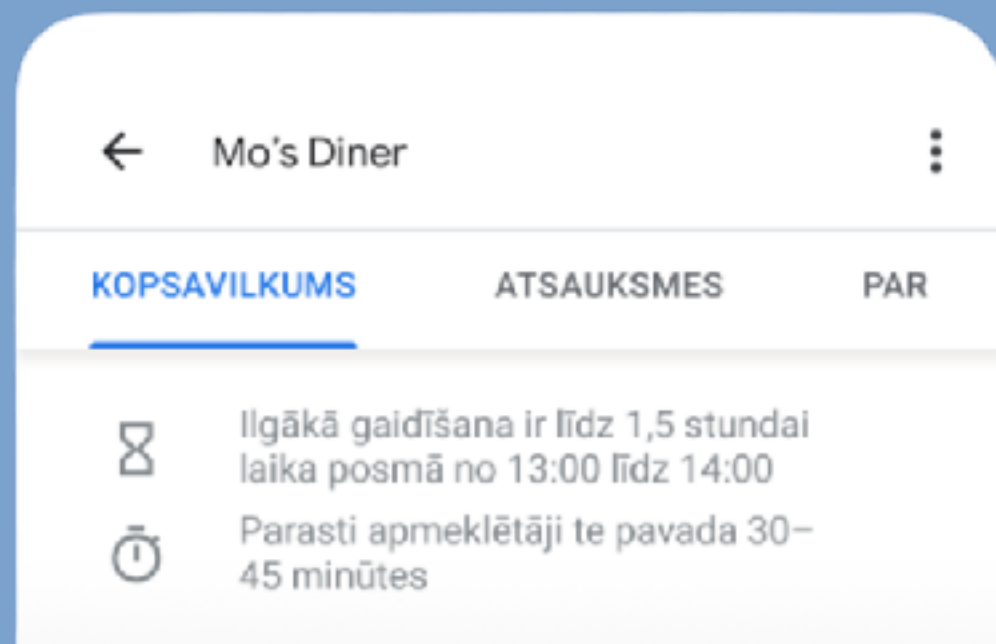 Mo's Diner
KOPSAVILKUMS ATSAUKSMES PAR
Ilgākā gaidīšana ir līdz 1,5 stundai
laika posmā no 13:00 līdz 14:00
Parasti apmeklētāji te pavada 30–
45 minūtes